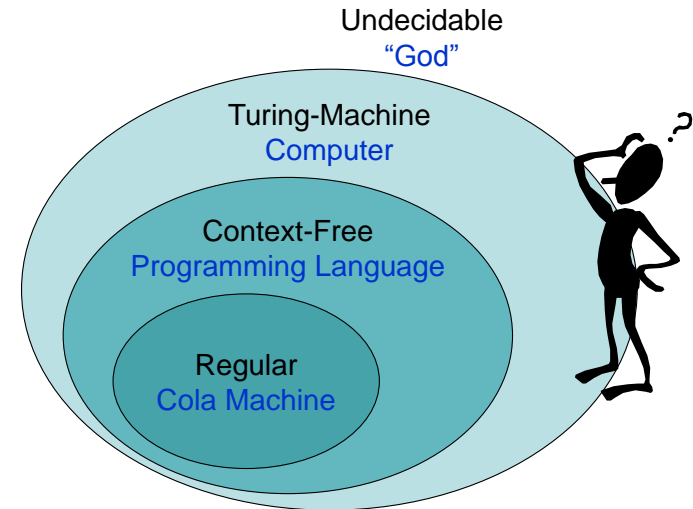 Undecidable
“God”
Turing-Machine
Computer
?
Context-Free
Programming Language
Regular
Cola Machine